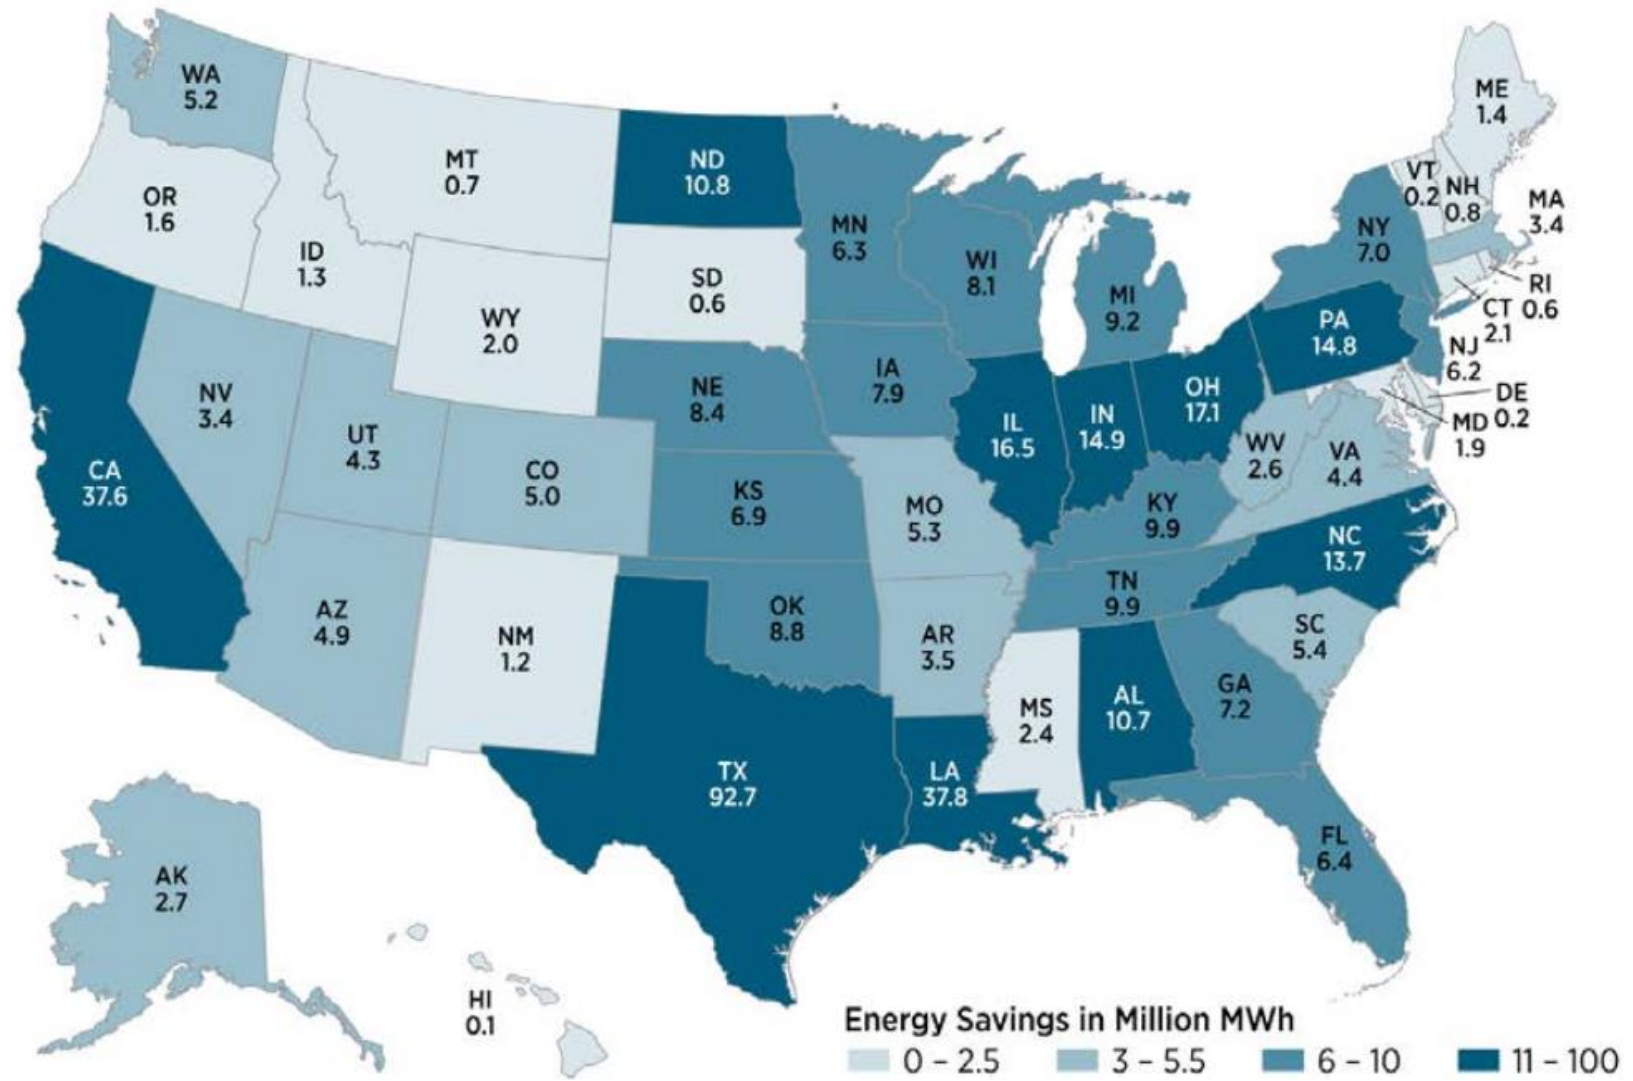 WA
5.2
OR
1.6
CA
37.6
NV
3.4
ID
1.3
MT
0.7
WY
2.0
UT
4.3
CO
5.0
AZ
4.9
NM
1.2
ND
10.8
SD
0.6
NE
8.4
KS
6.9
OK
8.8
TX
92.7
MN
6.3
IA
7.9
MO
5.3
AR
3.5
LA
37.8
WI
8.1
IL
16.5
MI
9.2
IN
14.9
OH
17.1
KY
9.9
TN
9.9
MS
2.4
AL
10.7
GA
7.2
FL
6.4
SC
5.4
NC
13.7
VA
4.4
WV
2.6
PA
14.8
NY
7.0
VT
0.2
NH
0.8
ME
1.4
MA
3.4
RI
0.6
CT
2.1
NJ
6.2
DE
0.2
MD
1.9
AK
2.7
HI
0.1
Energy Savings in Million MWh
0 – 2.5
3 – 5.5
6 – 10
11 – 100